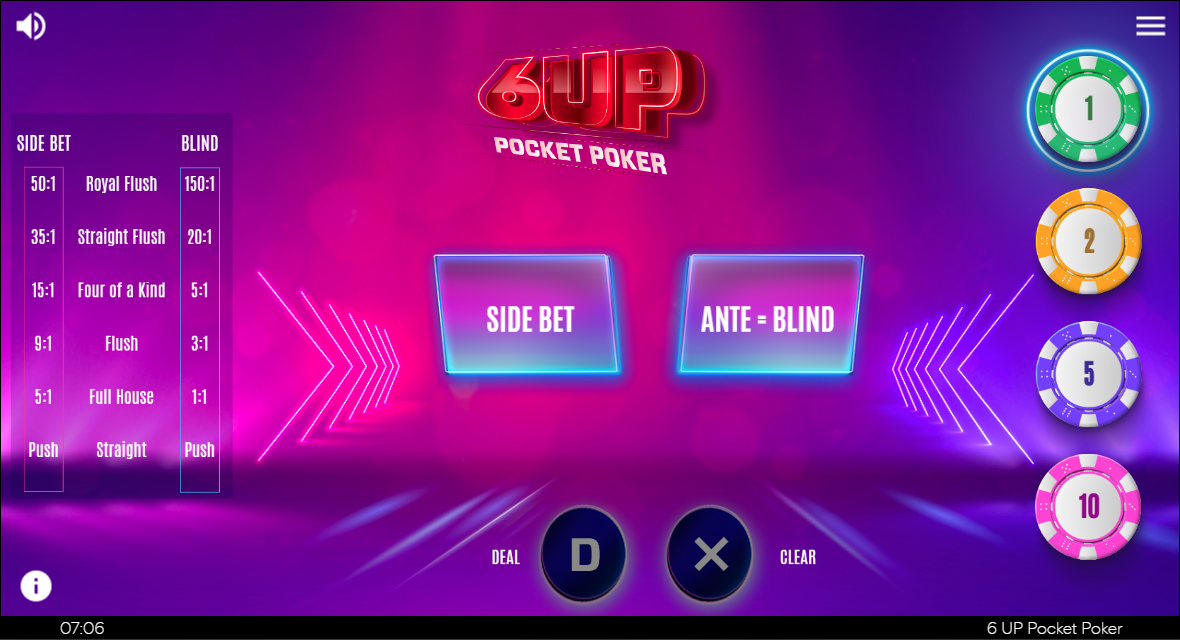 6UP
POCKET POKER
SIDE BET BLIND
50:1 Royal Flush 150:1
35:1 Straight Flush 20:1
15:1 Four of a Kind 5:1
9:1 Flush 3:1
5:1 Full House 1:1
Push Straight Push
SIDE BET
ANTE = BLIND
1
2
5
10
DEAL D X CLEAR
i
07:06
6 UP Pocket Poker